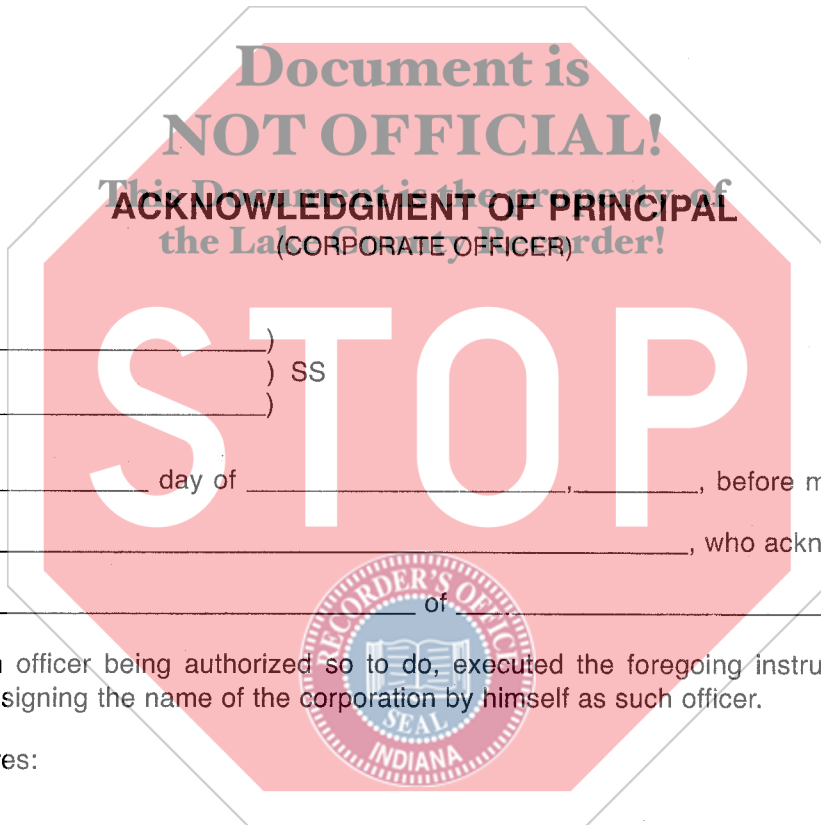 Document is
NOT OFFICIAL!
This Document is the property of
ACKNOWLEDGMENT OF PRINCIPAL
the Lake County Recorder!
(CORPORATE OFFICER)
)
) SS
)
STOP
day of , , before m
, who ackn
of
RECORDER'S OFFICE
SEAL
INDIANA
officer being authorized so to do, executed the foregoing instru
signing the name of the corporation by himself as such officer.
res: